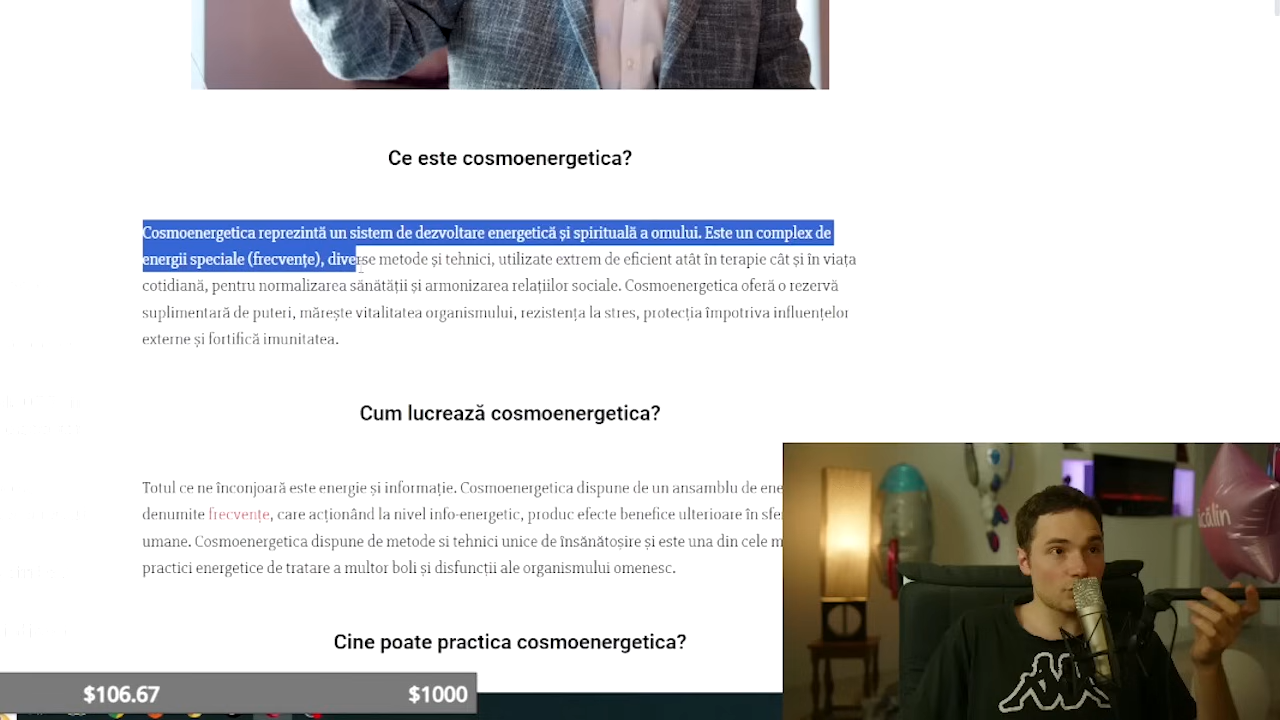 Ce este cosmoenergetica?
Cosmoenergetica reprezintă un sistem de dezvoltare energetică și spirituală a omului. Este un complex de
energii speciale (frecvențe), diverse metode și tehnici, utilizate extrem de eficient atât în terapie cât și în viața
cotidiană, pentru normalizarea sănătății și armonizarea relațiilor sociale. Cosmoenergetica oferă o rezervă
suplimentară de puteri, mărește vitalitatea organismului, rezistența la stres, protecția împotriva influențelor
externe și fortifică imunitatea.
Cum lucrează cosmoenergetica?
Totul ce ne înconjoară este energie și informație. Cosmoenergetica dispune de un ansamblu de ene
denumite frecvențe, care acționând la nivel info-energetic, produc efecte benefice ulterioare în sfer
umane. Cosmoenergetica dispune de metode si tehnici unice de însănătoșire și este una din cele m
practici energetice de tratare a multor boli și disfuncții ale organismului omenesc.
Cine poate practica cosmoenergetica?
$106.67 $1000
călin